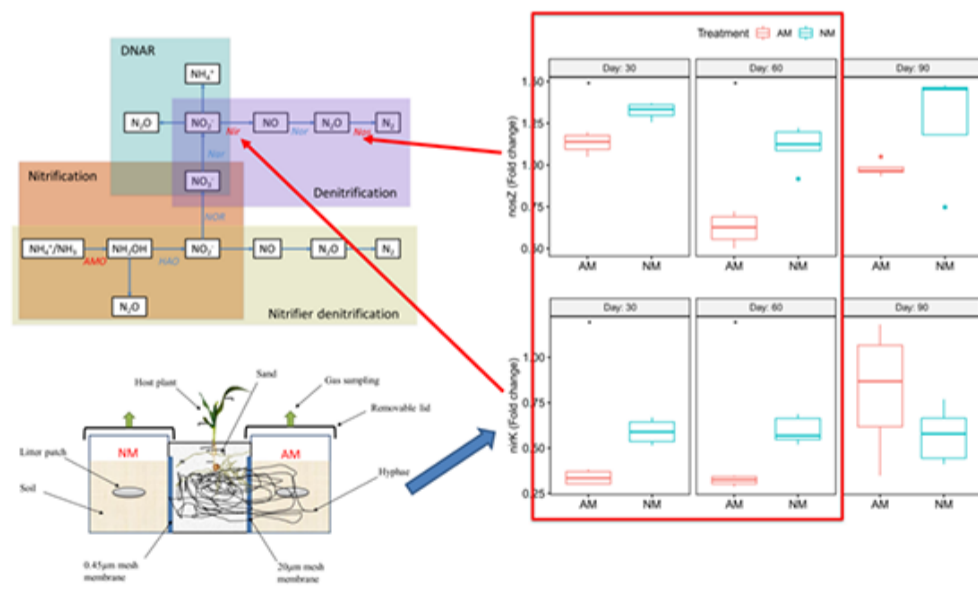 DNAR
NH₄⁺
N₂O
NO₂⁻
NO
N₂O
N₂
Nir
Nor
Nos
Nar
Nitrification
NO₃⁻
Denitrification
NOR
NH₄⁺/NH₃
NH₂OH
NO₂⁻
NO
N₂O
N₂
AMO
HAO
N₂O
Nitrifier denitrification
Treatment AM NM
Day: 30
Day: 60
Day: 90
nosZ (Fold change)
1.50
1.25
1.00
0.75
0.50
AM NM
AM NM
AM NM
Day: 30
Day: 60
Day: 90
nirK (Fold change)
1.00
0.75
0.50
0.25
AM NM
AM NM
AM NM
Host plant
Sand
Gas sampling
Removable lid
NM
AM
Litter patch
Soil
Hyphae
0.45μm mesh
membrane
20μm mesh
membrane